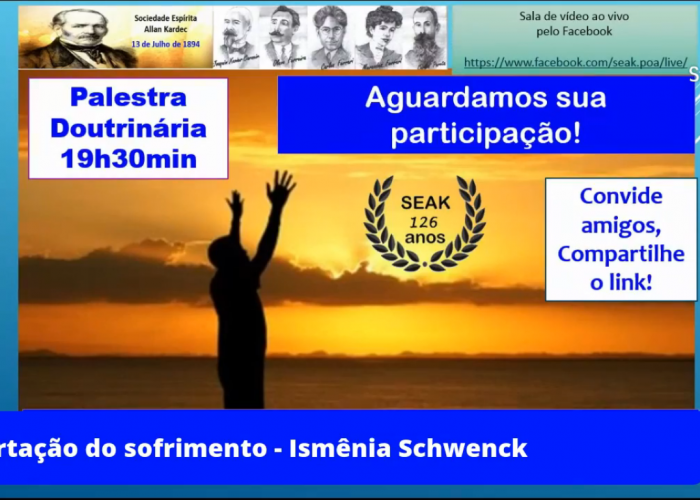 Sociedade Espírita
Allan Kardec
13 de Julho de 1894
Sala de vídeo ao vivo
pelo Facebook
https://www.facebook.com/seak.poa/live/
S
Palestra
Doutrinária
19h30min
Aguardamos sua
participação!
SEAK
126
anos
Convide
amigos,
Compartilhe
o link!
rtação do sofrimento - Ismênia Schwenck